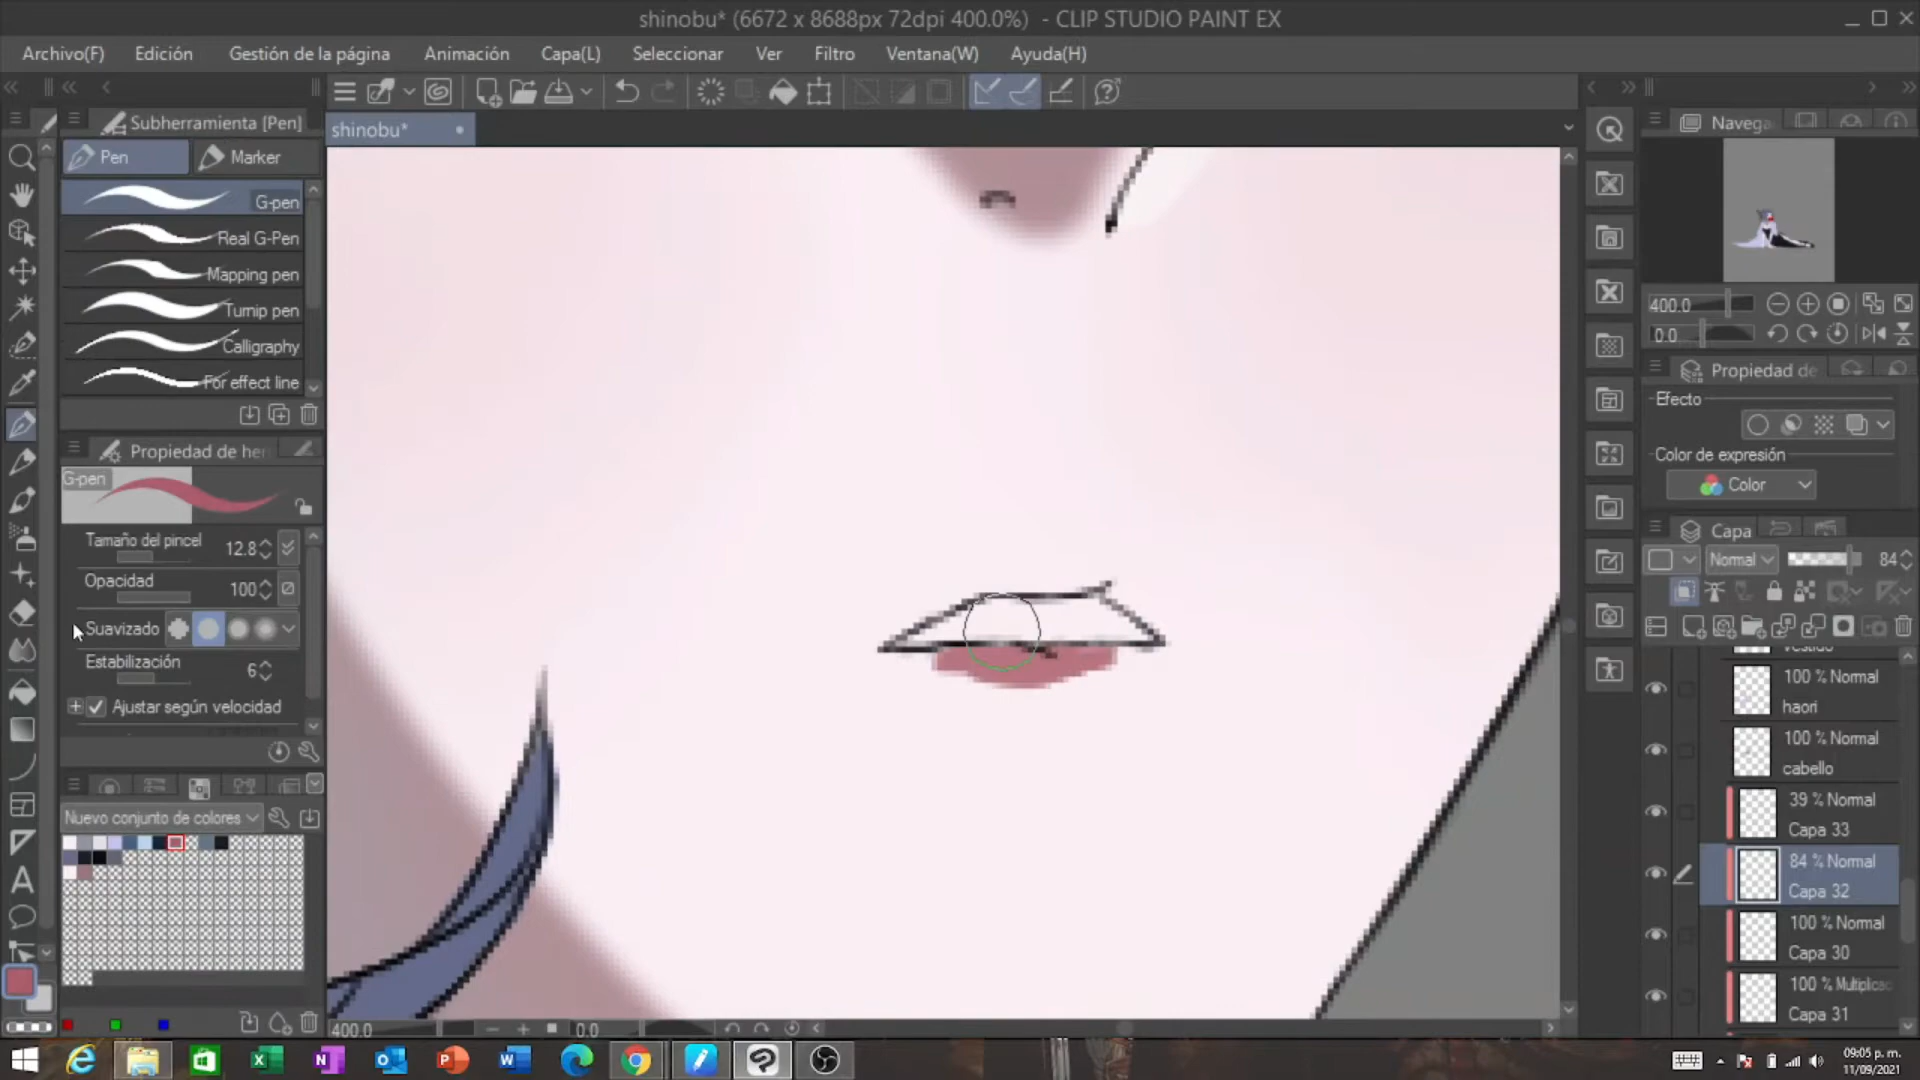 shinobu* (6672 x 8688px 72dpi 400.0%) - CLIP STUDIO PAINT EX
Archivo(F) Edición Gestión de la página Animación Capa(L) Seleccionar Ver Filtro Ventana(W) Ayuda(H)
Subherramienta [Pen]
shinobu*
Pen Marker
G-pen
Real G-Pen
Mapping pen
Turnip pen
Calligraphy
For effect line
Propiedad de her
G-pen
Tamaño del pincel 12.8
Opacidad 100
Suavizado
Estabilización 6
Ajustar según velocidad
Nuevo conjunto de colores
400.0 0.0
Navega
400.0
0.0
Propiedad de
Efecto
Color de expresión
Color
Capa
Normal 84
vestido
100 % Normal
haori
100 % Normal
cabello
39 % Normal
Capa 33
84 % Normal
Capa 32
100 % Normal
Capa 30
100 % Multiplicac
Capa 31
09:05 p. m.
11/09/2021